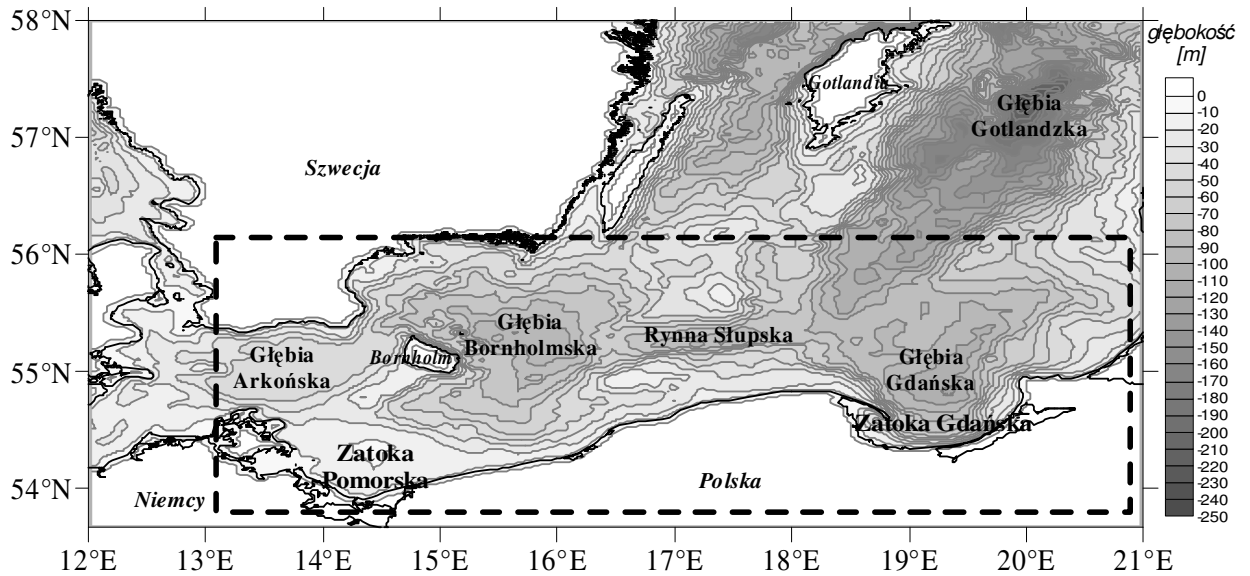 58°N
57°N
56°N
55°N
54°N
12°E
13°E
14°E
15°E
16°E
17°E
18°E
19°E
20°E
21°E
Szwecja
Gotlandia
Głębia
Gotlandzka
Głębia
Arkońska
Bornholm
Głębia
Bornholmska
Rynna Słupska
Głębia
Gdańska
Zatoka Gdańska
Zatoka
Pomorska
Niemcy
Polska
głębokość
[m]
0
-10
-20
-30
-40
-50
-60
-70
-80
-90
-100
-110
-120
-130
-140
-150
-160
-170
-180
-190
-200
-210
-220
-230
-240
-250